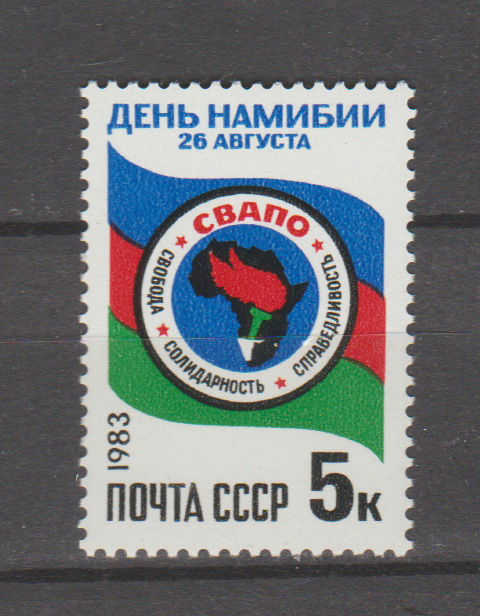 ДЕНЬ НАМИБИИ
26 АВГУСТА
СВАПО
СВОБОДА
СОЛИДАРНОСТЬ
СПРАВЕДЛИВОСТЬ
1983
ПОЧТА СССР 5к